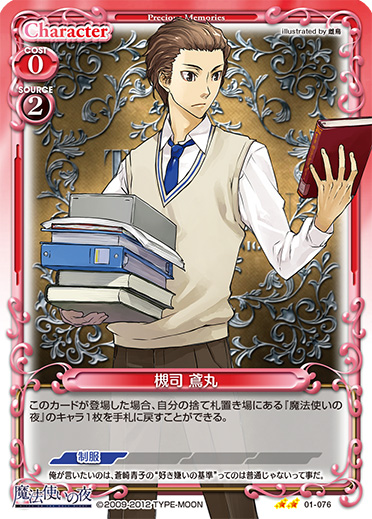 Precious Memories
Character
illustrated by 雌鳥
COST
0
SOURCE
2
槻司 鳶丸
このカードが登場した場合、自分の捨て札置き場にある『魔法使いの
夜』のキャラ1枚を手札に戻すことができる。
制服
俺が言いたいのは、蒼崎青子の“好き嫌いの基準”ってのは普通じゃないって事だ。
魔法使いの夜
©2009-2012 TYPE-MOON
01-076